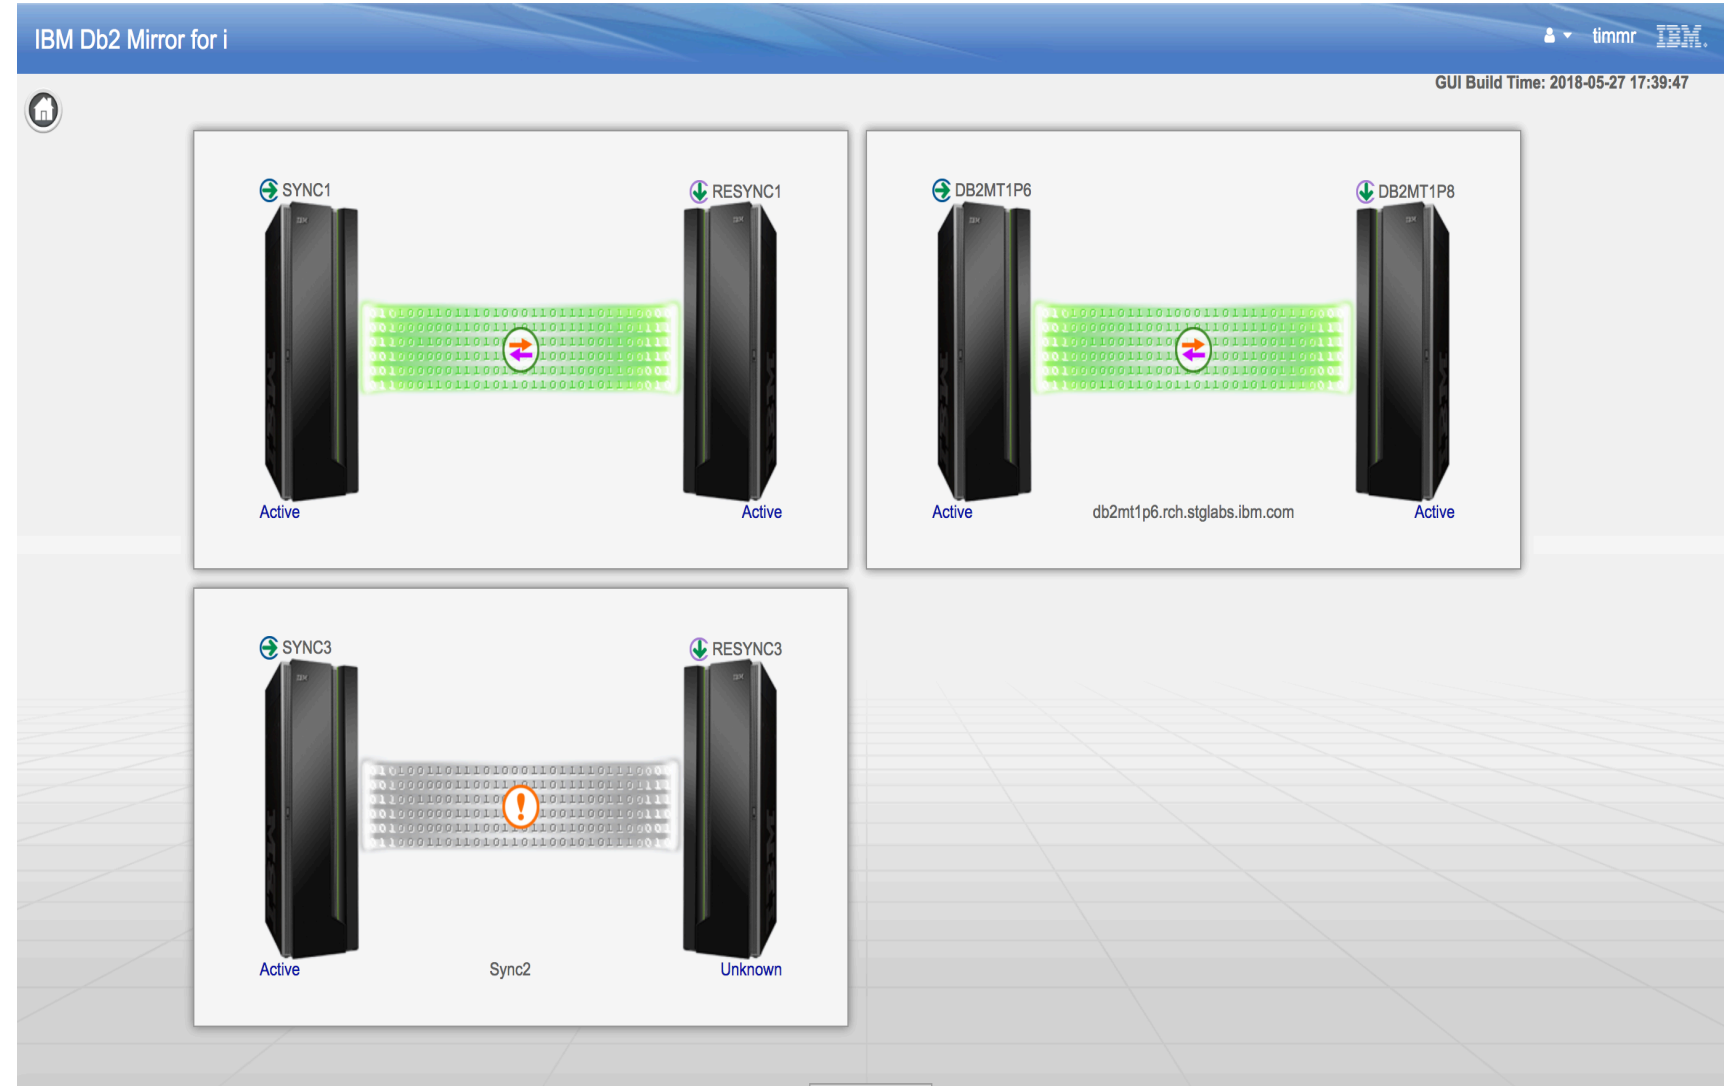 IBM Db2 Mirror for i
timmr IBM.
GUI Build Time: 2018-05-27 17:39:47
SYNC1
RESYNC1
Active
Active
DB2MT1P6
DB2MT1P8
Active
db2mt1p6.rch.stglabs.ibm.com
Active
SYNC3
RESYNC3
Active
Sync2
Unknown